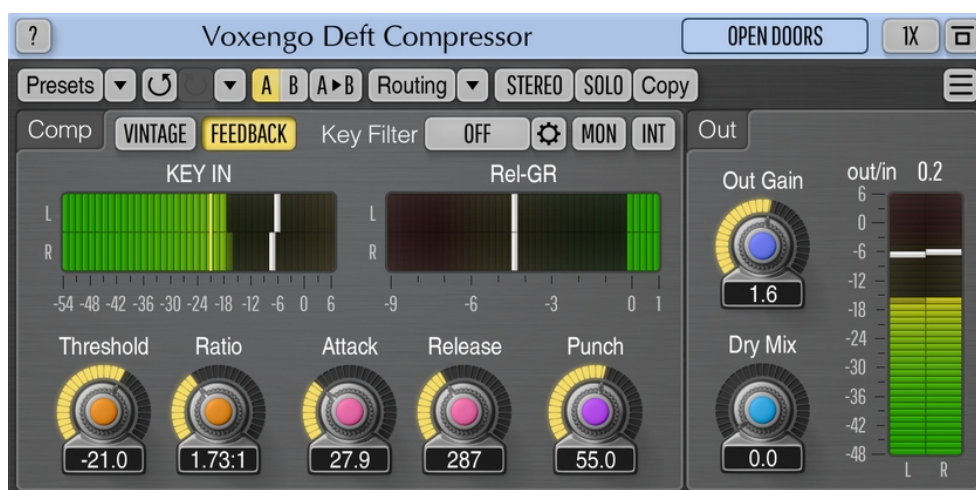 ? Voxengo Deft Compressor OPEN DOORS 1X
Presets A B A▶B Routing STEREO SOLO Copy
Comp VINTAGE FEEDBACK Key Filter OFF MON INT Out
KEY IN Rel-GR
L
R
-54 -48 -42 -36 -30 -24 -18 -12 -6 0 6
L
R
-9 -6 -3 0 1
Out Gain
1.6
out/in 0.2
6
0
-6
-12
-18
-24
-30
-36
-42
-48
L R
Threshold Ratio Attack Release Punch
-21.0 1.73:1 27.9 287 55.0
Dry Mix
0.0